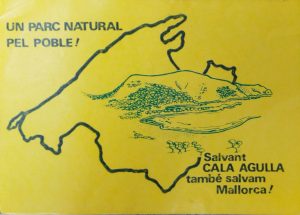 UN PARC NATURAL
PEL POBLE!
Salvant
CALA AGULLA
també salvam
Mallorca!